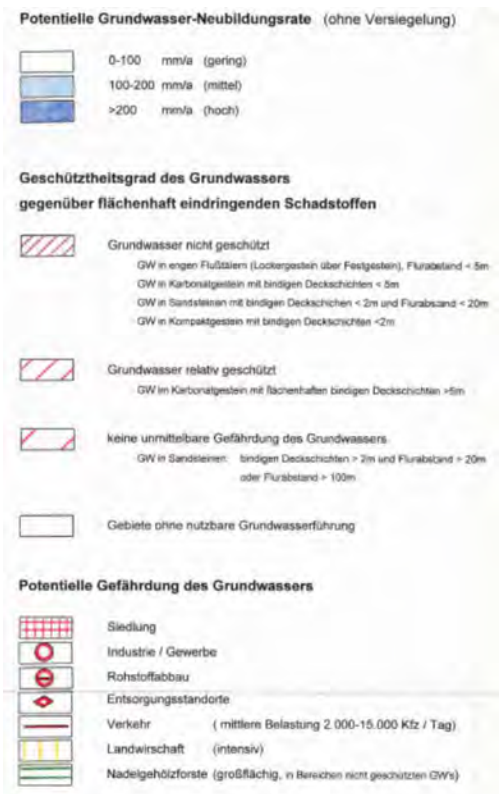 Potentielle Grundwasser-Neubildungsrate (ohne Versiegelung)
0-100 mm/a (gering)
100-200 mm/a (mittel)
>200 mm/a (hoch)
Geschütztheitsgrad des Grundwassers
gegenüber flächenhaft eindringenden Schadstoffen
Grundwasser nicht geschützt
GW in engen Flußtälern (Lockergestein über Festgestein), Flurabstand < 5m
GW in Karbonatgestein mit bindigen Deckschichten < 5m
GW in Sandsteinen mit bindigen Deckschichen < 2m und Flurabstand < 20m
GW in Kompaktgestein mit bindigen Deckschichten <2m
Grundwasser relativ geschützt
GW im Karbonatgestein mit flächenhaften bindigen Deckschichten >5m
keine unmittelbare Gefährdung des Grundwassers
GW in Sandsteinen: bindigen Deckschichten > 2m und Flurabstand > 20m
oder Flurabstand > 100m
Gebiete ohne nutzbare Grundwasserführung
Potentielle Gefährdung des Grundwassers
Siedlung
Industrie / Gewerbe
Rohstoffabbau
Entsorgungsstandorte
Verkehr ( mittlere Belastung 2.000-15.000 Kfz / Tag)
Landwirschaft (intensiv)
Nadelgehölzforste (großflächig, in Bereichen nicht geschützten GW's)